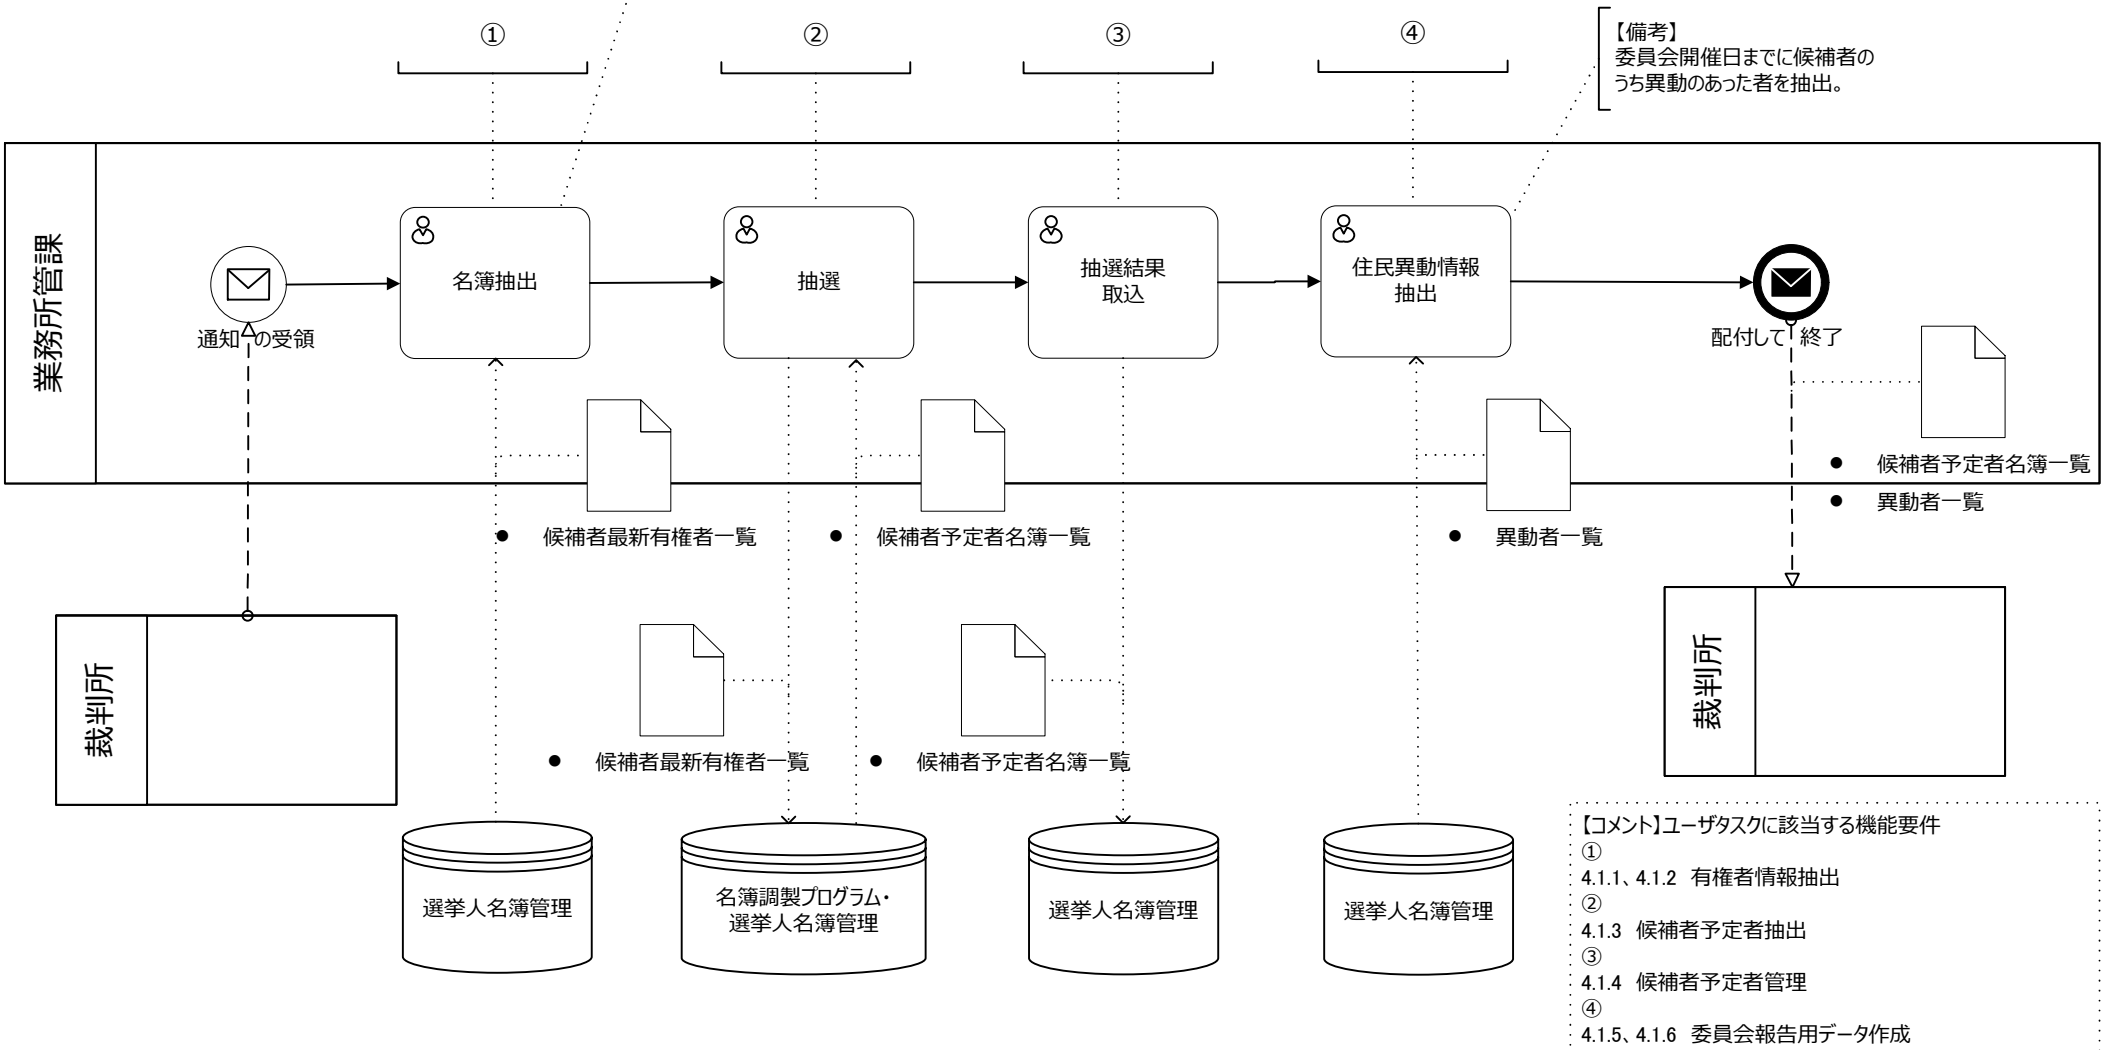 ①
②
③
④
【備考】
委員会開催日までに候補者の
うち異動のあった者を抽出。
業務所管課
通知の受領
名簿抽出
抽選
抽選結果
取込
住民異動情報
抽出
配付して終了
● 候補者最新有権者一覧
● 候補者予定者名簿一覧
● 異動者一覧
● 候補者予定者名簿一覧
● 異動者一覧
裁判所
● 候補者最新有権者一覧
● 候補者予定者名簿一覧
裁判所
選挙人名簿管理
名簿調製プログラム・
選挙人名簿管理
選挙人名簿管理
選挙人名簿管理
【コメント】ユーザタスクに該当する機能要件
①
4.1.1、4.1.2 有権者情報抽出
②
4.1.3 候補者予定者抽出
③
4.1.4 候補者予定者管理
④
4.1.5、4.1.6 委員会報告用データ作成